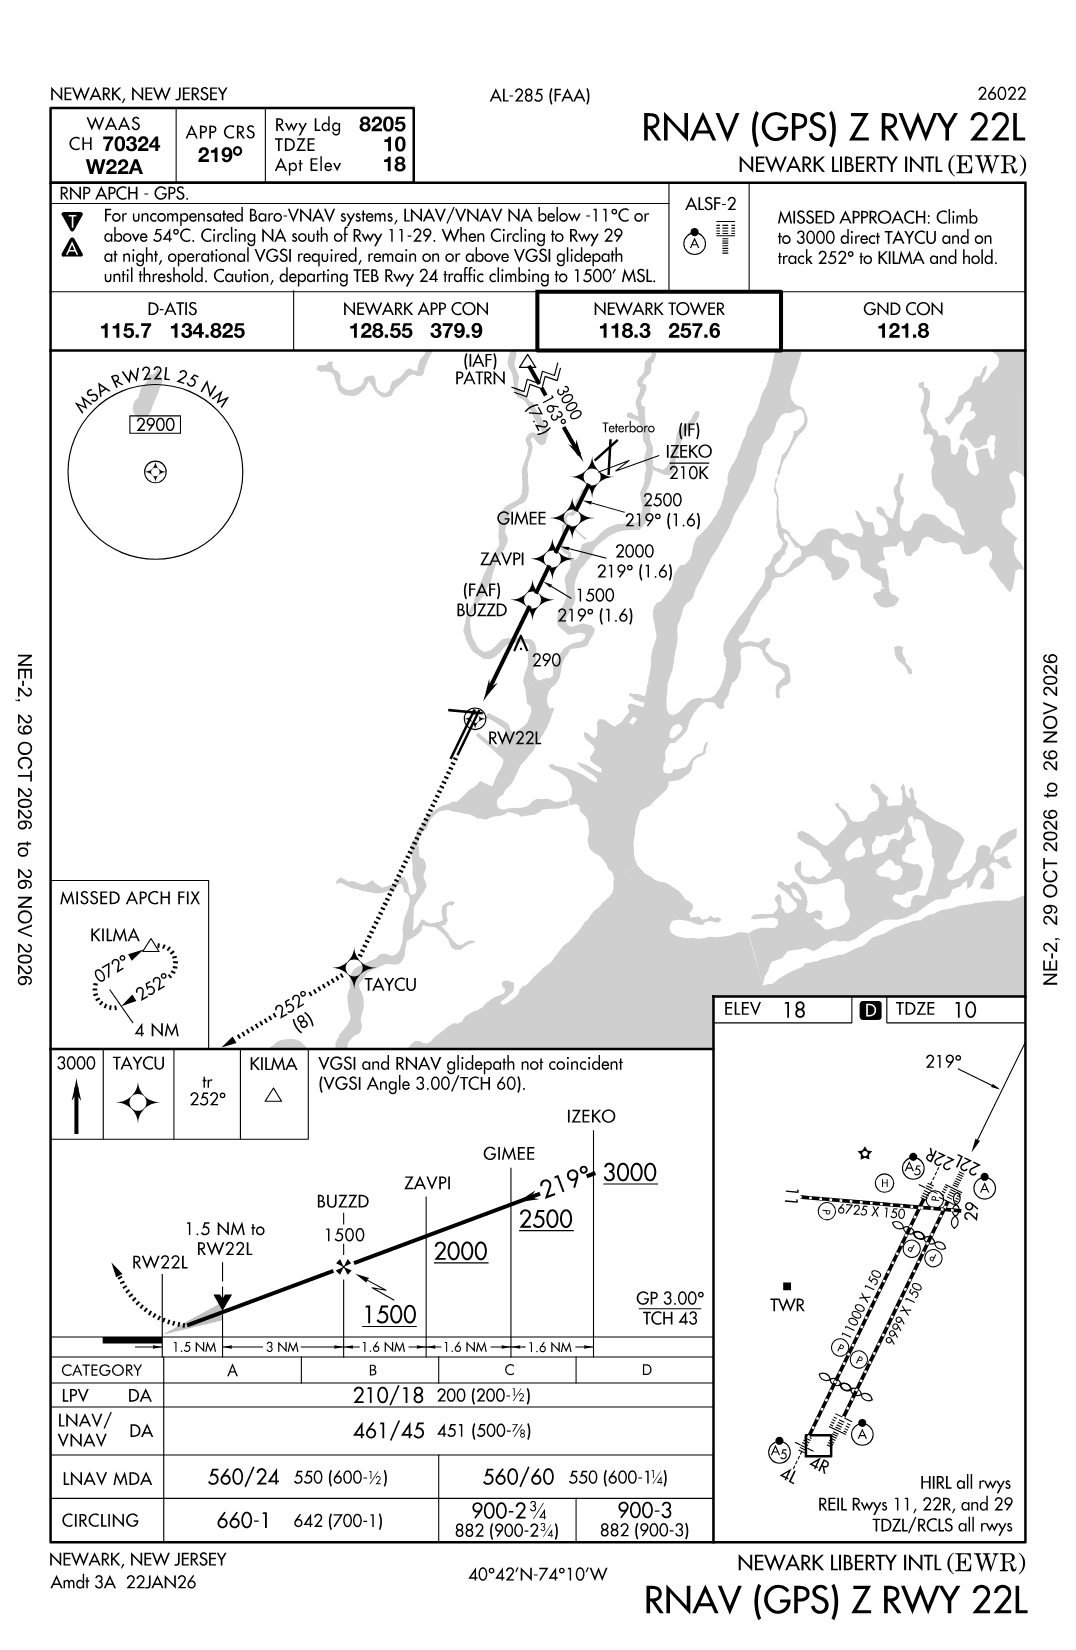 NEWARK, NEW JERSEY
AL-285 (FAA)
26022
RNAV (GPS) Z RWY 22L
NEWARK LIBERTY INTL (EWR)
WAAS
CH 70324
W22A
APP CRS
219°
Rwy Ldg 8205
TDZE 10
Apt Elev 18
RNP APCH - GPS.
T
A
For uncompensated Baro-VNAV systems, LNAV/VNAV NA below -11°C or
above 54°C. Circling NA south of Rwy 11-29. When Circling to Rwy 29
at night, operational VGSI required, remain on or above VGSI glidepath
until threshold. Caution, departing TEB Rwy 24 traffic climbing to 1500' MSL.
ALSF-2
A
MISSED APPROACH: Climb
to 3000 direct TAYCU and on
track 252° to KILMA and hold.
D-ATIS
115.7 134.825
NEWARK APP CON
128.55 379.9
NEWARK TOWER
118.3 257.6
GND CON
121.8
MSA RW22L 25 NM
2900
(IAF)
PATRN
3000
163°
(7.2)
Teterboro
(IF)
IZEKO
210K
2500
219° (1.6)
GIMEE
2000
219° (1.6)
ZAVPI
(FAF)
BUZZD
1500
219° (1.6)
290
RW22L
TAYCU
252°
(8)
MISSED APCH FIX
KILMA
072°
252°
4 NM
NE-2, 29 OCT 2026 to 26 NOV 2026
NE-2, 29 OCT 2026 to 26 NOV 2026
3000
TAYCU
tr
252°
KILMA
VGSI and RNAV glidepath not coincident
(VGSI Angle 3.00/TCH 60).
IZEKO
GIMEE
ZAVPI
BUZZD
1500
1.5 NM to
RW22L
RW22L
219°
3000
2500
2000
1500
GP 3.00°
TCH 43
1.5 NM
3 NM
1.6 NM
1.6 NM
1.6 NM
CATEGORY A B C D
LPV DA 210/18 200 (200-½)
LNAV/
VNAV DA 461/45 451 (500-⅞)
LNAV MDA 560/24 550 (600-½) 560/60 550 (600-1¼)
CIRCLING 660-1 642 (700-1) 900-2¾ 882 (900-2¾) 900-3 882 (900-3)
ELEV 18
D
TDZE 10
219°
22R
22L
A5
A
H
11
P
6725 X 150
P
29
P
P
TWR
11000 X 150
9999 X 150
P
P
A
A5
4L
4R
HIRL all rwys
REIL Rwys 11, 22R, and 29
TDZL/RCLS all rwys
NEWARK, NEW JERSEY
Amdt 3A 22JAN26
40°42'N-74°10'W
NEWARK LIBERTY INTL (EWR)
RNAV (GPS) Z RWY 22L